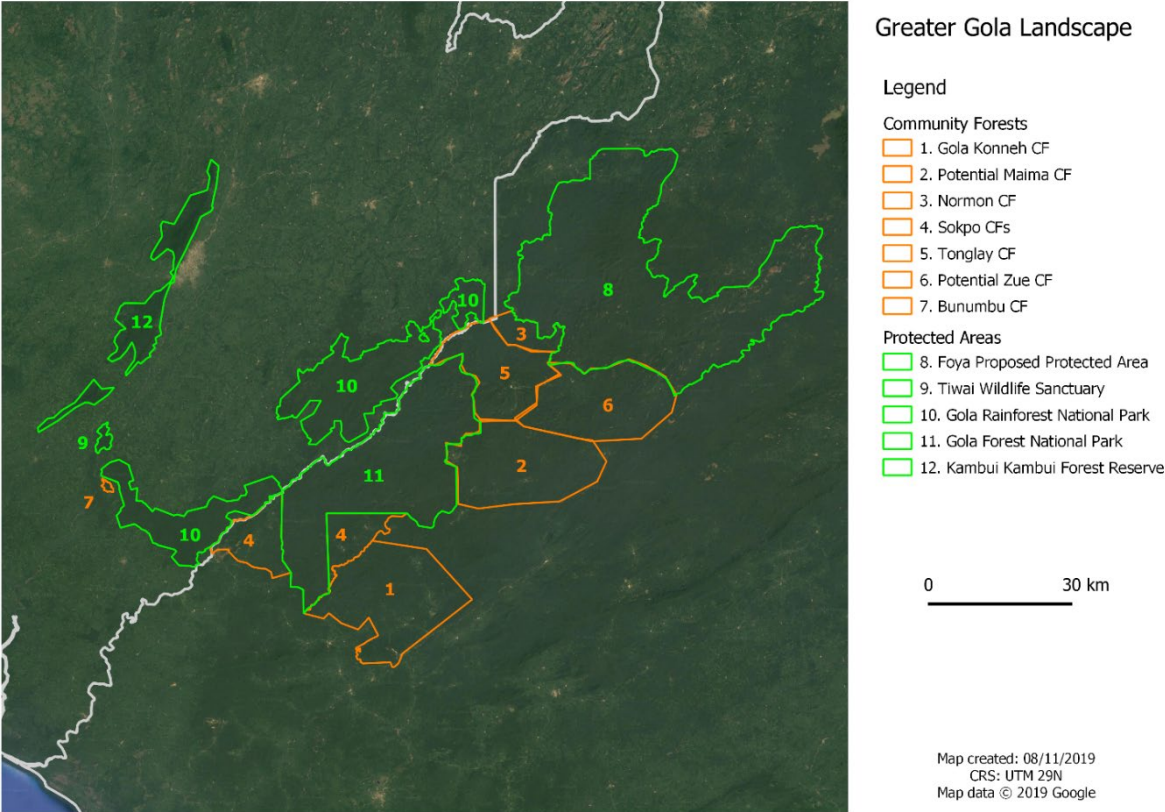 Greater Gola Landscape
Legend
Community Forests
1. Gola Konneh CF
2. Potential Maima CF
3. Normon CF
4. Sokpo CFs
5. Tonglay CF
6. Potential Zue CF
7. Bunumbu CF
Protected Areas
8. Foya Proposed Protected Area
9. Tiwai Wildlife Sanctuary
10. Gola Rainforest National Park
11. Gola Forest National Park
12. Kambui Kambui Forest Reserve
0 30 km
Map created: 08/11/2019
CRS: UTM 29N
Map data © 2019 Google
8
10
12
3
5
10
6
9
2
11
7
10
4
4
1